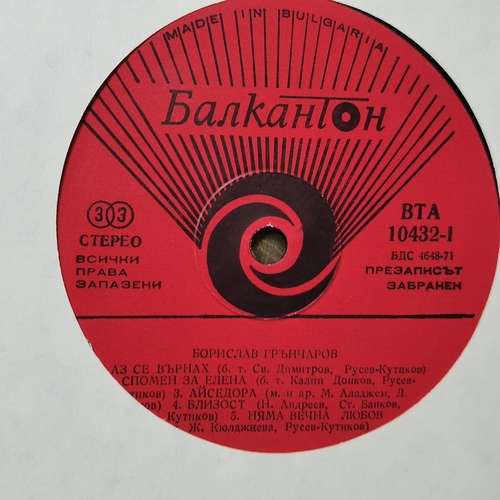 MADE IN BULGARIA
Балкантон
33
СТЕРЕО
ВСИЧКИ
ПРАВА
ЗАПАЗЕНИ
ВТА
10432-I
БДС 4648-71
ПРЕЗАПИСЪТ
ЗАБРАНЕН
БОРИСЛАВ ГРЪНЧАРОВ
АЗ СЕ ВЪРНАХ (б. т. Св. Димитров, Русев-Кутиков)
СПОМЕН ЗА ЕЛЕНА (б. т. Калин Донков, Русев-
Кутиков) 3. АЙСЕДОРА (м. и ар. М. Аладжем, Д.
4. БЛИЗОСТ (Н. Андреев, Ст. Банков,
Кутиков) 5. НЯМА ВЕЧНА ЛЮБОВ
Ж. Кюлджиева, Русев-Кутиков)